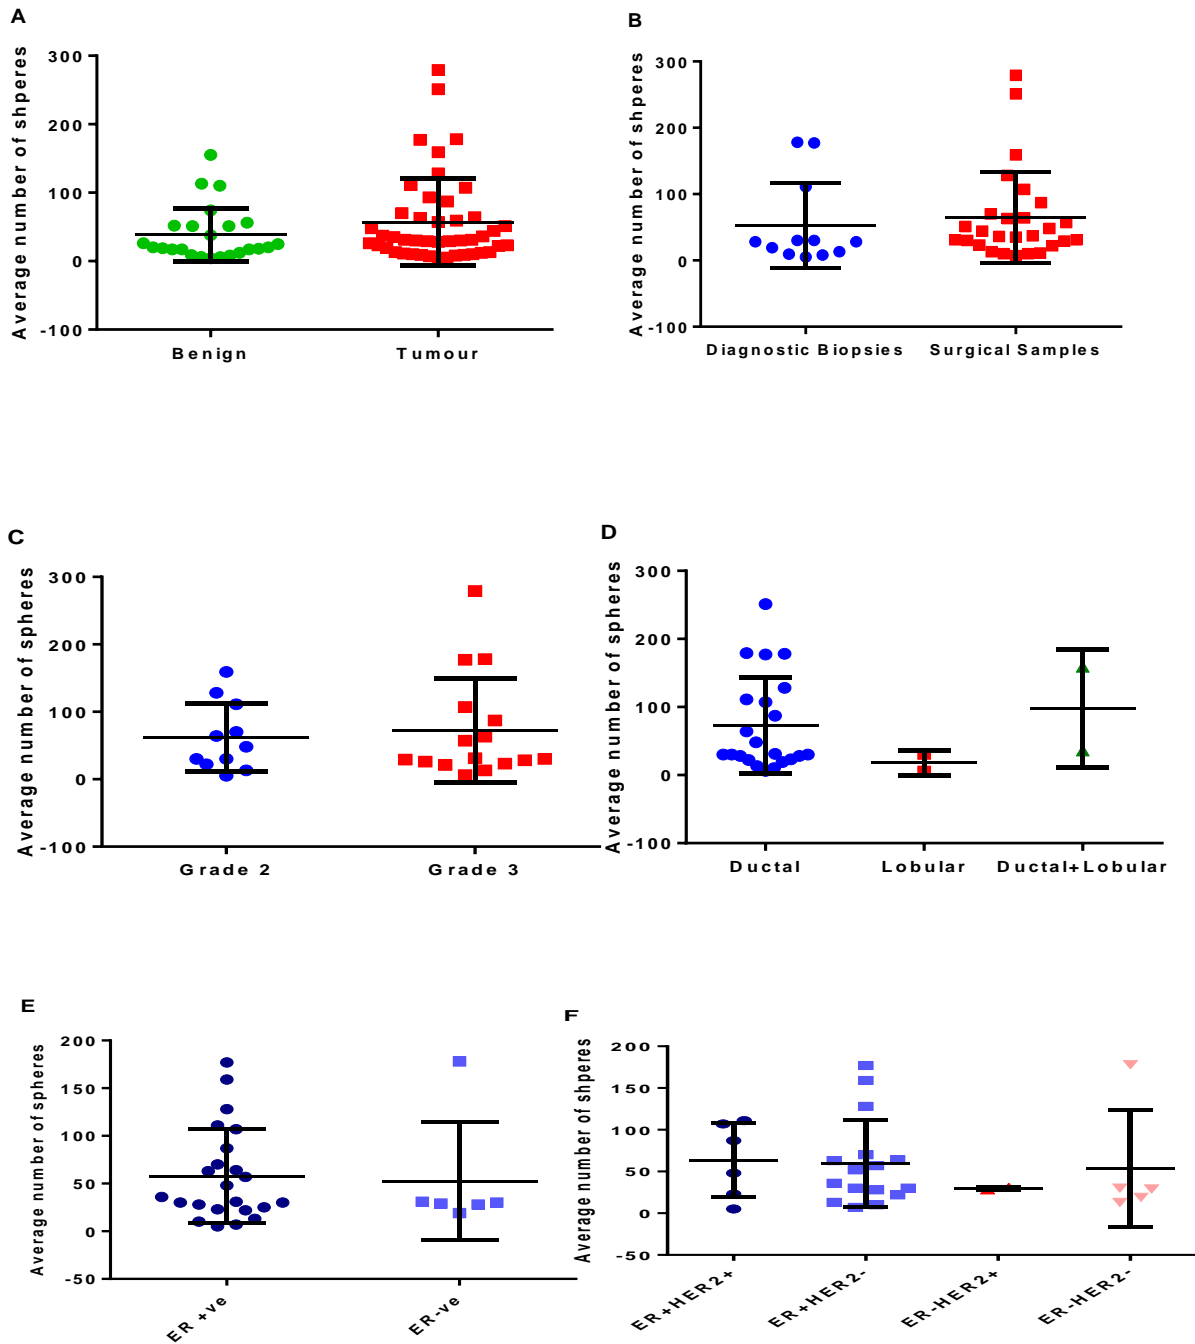 A
Average number of shperes
300
200
100
0
-100
Benign
Tumour
B
Average number of shperes
300
200
100
0
-100
Diagnostic Biopsies
Surgical Samples
C
Average number of spheres
300
200
100
0
-100
Grade 2
Grade 3
D
Average number of spheres
300
200
100
0
-100
Ductal
Lobular
Ductal+Lobular
E
Average number of spheres
200
150
100
50
0
-50
ER +ve
ER-ve
F
Average number of shperes
200
150
100
50
0
-50
ER+HER2+
ER+HER2-
ER-HER2+
ER-HER2-